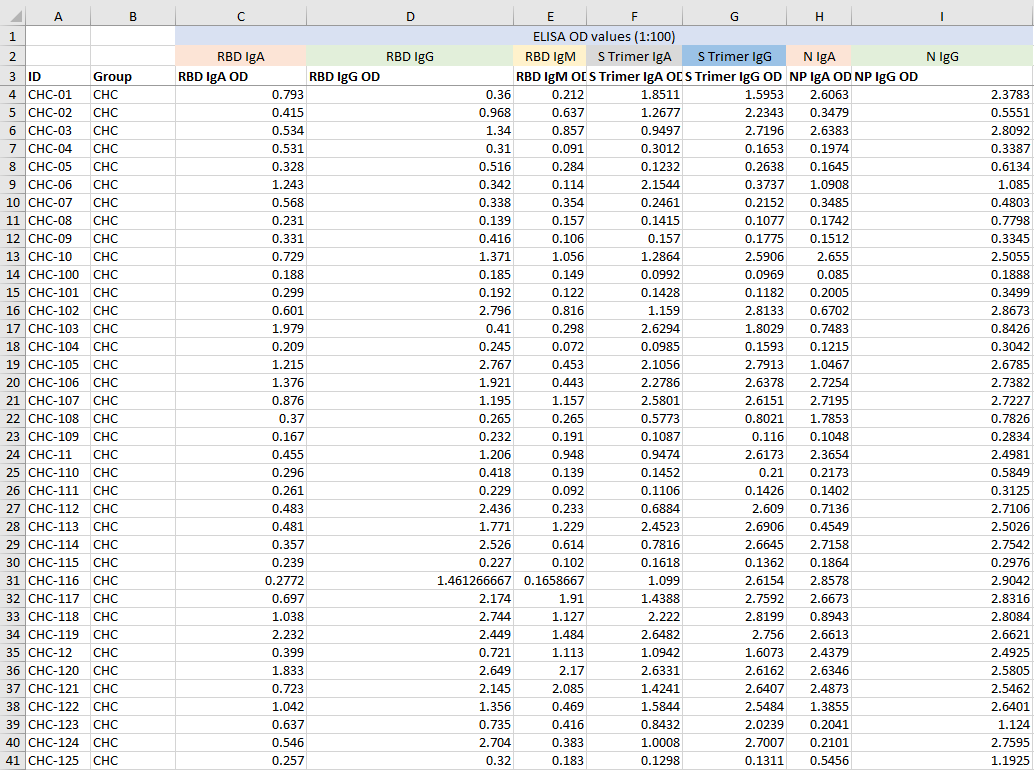 A B C D E F G H I
1 ELISA OD values (1:100)
2 RBD IgA RBD IgG RBD IgM S Trimer IgA S Trimer IgG N IgA N IgG
3 ID Group RBD IgA OD RBD IgG OD RBD IgM OD S Trimer IgA OD S Trimer IgG OD NP IgA OD NP IgG OD
4 CHC-01 CHC 0.793 0.36 0.212 1.8511 1.5953 2.6063 2.3783
5 CHC-02 CHC 0.415 0.968 0.637 1.2677 2.2343 0.3479 0.5551
6 CHC-03 CHC 0.534 1.34 0.857 0.9497 2.7196 2.6383 2.8092
7 CHC-04 CHC 0.531 0.31 0.091 0.3012 0.1653 0.1974 0.3387
8 CHC-05 CHC 0.328 0.516 0.284 0.1232 0.2638 0.1645 0.6134
9 CHC-06 CHC 1.243 0.342 0.114 2.1544 0.3737 1.0908 1.085
10 CHC-07 CHC 0.568 0.338 0.354 0.2461 0.2152 0.3485 0.4803
11 CHC-08 CHC 0.231 0.139 0.157 0.1415 0.1077 0.1742 0.7798
12 CHC-09 CHC 0.331 0.416 0.106 0.157 0.1775 0.1512 0.3345
13 CHC-10 CHC 0.729 1.371 1.056 1.2864 2.5906 2.655 2.5055
14 CHC-100 CHC 0.188 0.185 0.149 0.0992 0.0969 0.085 0.1888
15 CHC-101 CHC 0.299 0.192 0.122 0.1428 0.1182 0.2005 0.3499
16 CHC-102 CHC 0.601 2.796 0.816 1.159 2.8133 0.6702 2.8673
17 CHC-103 CHC 1.979 0.41 0.298 2.6294 1.8029 0.7483 0.8426
18 CHC-104 CHC 0.209 0.245 0.072 0.0985 0.1593 0.1215 0.3042
19 CHC-105 CHC 1.215 2.767 0.453 2.1056 2.7913 1.0467 2.6785
20 CHC-106 CHC 1.376 1.921 0.443 2.2786 2.6378 2.7254 2.7382
21 CHC-107 CHC 0.876 1.195 1.157 2.5801 2.6151 2.7195 2.7227
22 CHC-108 CHC 0.37 0.265 0.265 0.5773 0.8021 1.7853 0.7826
23 CHC-109 CHC 0.167 0.232 0.191 0.1087 0.116 0.1048 0.2834
24 CHC-11 CHC 0.455 1.206 0.948 0.9474 2.6173 2.3654 2.4981
25 CHC-110 CHC 0.296 0.418 0.139 0.1452 0.21 0.2173 0.5849
26 CHC-111 CHC 0.261 0.229 0.092 0.1106 0.1426 0.1402 0.3125
27 CHC-112 CHC 0.483 2.436 0.233 0.6884 2.609 0.7136 2.7106
28 CHC-113 CHC 0.481 1.771 1.229 2.4523 2.6906 0.4549 2.5026
29 CHC-114 CHC 0.357 2.526 0.614 0.7816 2.6645 2.7158 2.7542
30 CHC-115 CHC 0.239 0.227 0.102 0.1618 0.1362 0.1864 0.2976
31 CHC-116 CHC 0.2772 1.461266667 0.1658667 1.099 2.6154 2.8578 2.9042
32 CHC-117 CHC 0.697 2.174 1.91 1.4388 2.7592 2.6673 2.8316
33 CHC-118 CHC 1.038 2.744 1.127 2.222 2.8199 0.8943 2.8084
34 CHC-119 CHC 2.232 2.449 1.484 2.6482 2.756 2.6613 2.6621
35 CHC-12 CHC 0.399 0.721 1.113 1.0942 1.6073 2.4379 2.4925
36 CHC-120 CHC 1.833 2.649 2.17 2.6331 2.6162 2.6346 2.5805
37 CHC-121 CHC 0.723 2.145 2.085 1.4241 2.6407 2.4873 2.5462
38 CHC-122 CHC 1.042 1.356 0.469 1.5844 2.5484 1.3855 2.6401
39 CHC-123 CHC 0.637 0.735 0.416 0.8432 2.0239 0.2041 1.124
40 CHC-124 CHC 0.546 2.704 0.383 1.0008 2.7007 0.2101 2.7595
41 CHC-125 CHC 0.257 0.32 0.183 0.1298 0.1311 0.5456 1.1925